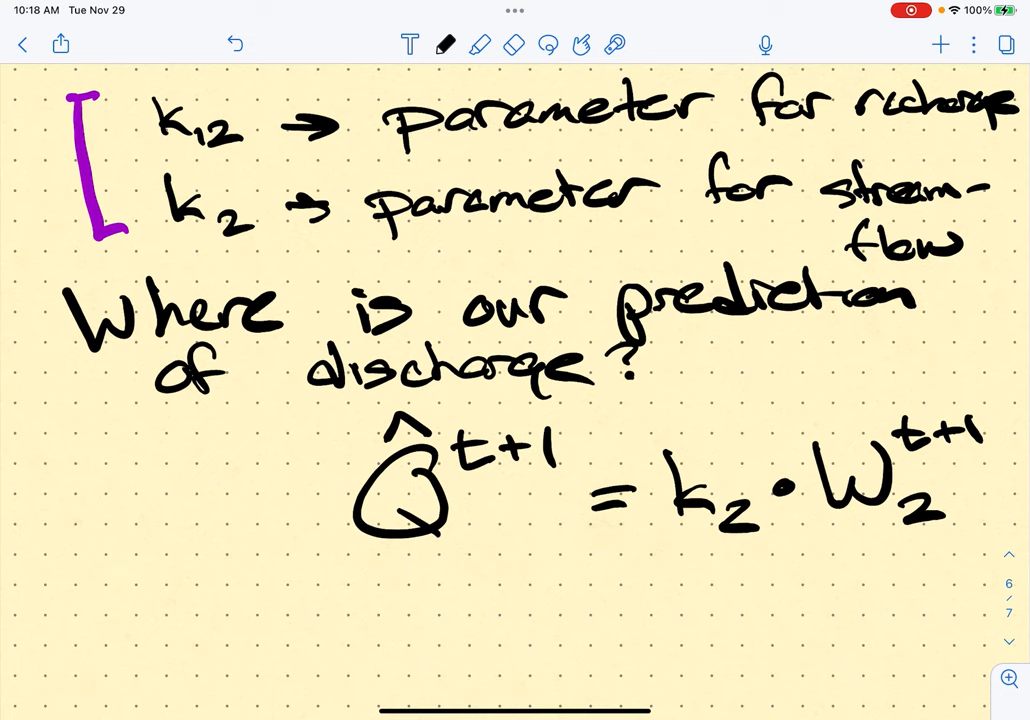 10:18 AM Tue Nov 29
100%
k₁₂ → parameter for recharge
k₂ → parameter for stream-
flow
Where is our prediction
of discharge?
Q̂ᵗ⁺¹ = k₂ · W₂ᵗ⁺¹
6
/
7